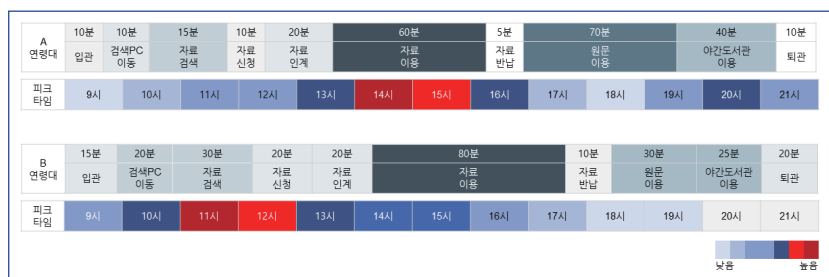 10분 10분 15분 10분 20분 60분 5분 70분 40분 10분
A 연령대 입관 검색PC 이동 자료 검색 자료 신청 자료 인계 자료 이용 자료 반납 원문 이용 야간도서관 이용 퇴관
피크 타임 9시 10시 11시 12시 13시 14시 15시 16시 17시 18시 19시 20시 21시
15분 20분 30분 20분 20분 80분 10분 30분 25분 20분
B 연령대 입관 검색PC 이동 자료 검색 자료 신청 자료 인계 자료 이용 자료 반납 원문 이용 야간도서관 이용 퇴관
피크 타임 9시 10시 11시 12시 13시 14시 15시 16시 17시 18시 19시 20시 21시
낮음 높음